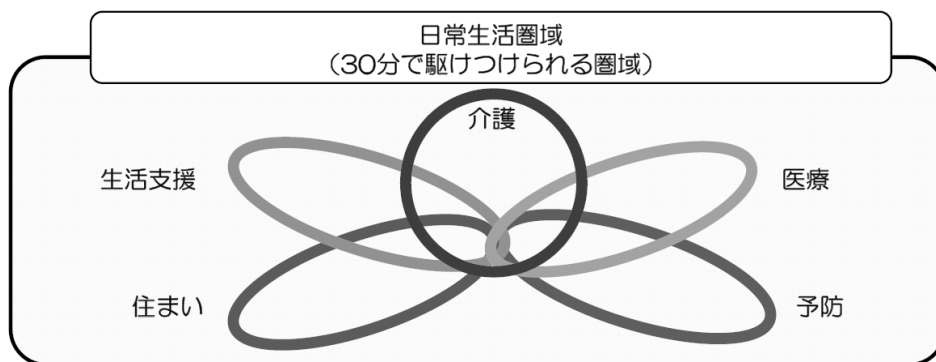 日常生活圏域
（30分で駆けつけられる圏域）
介護
生活支援
医療
住まい
予防